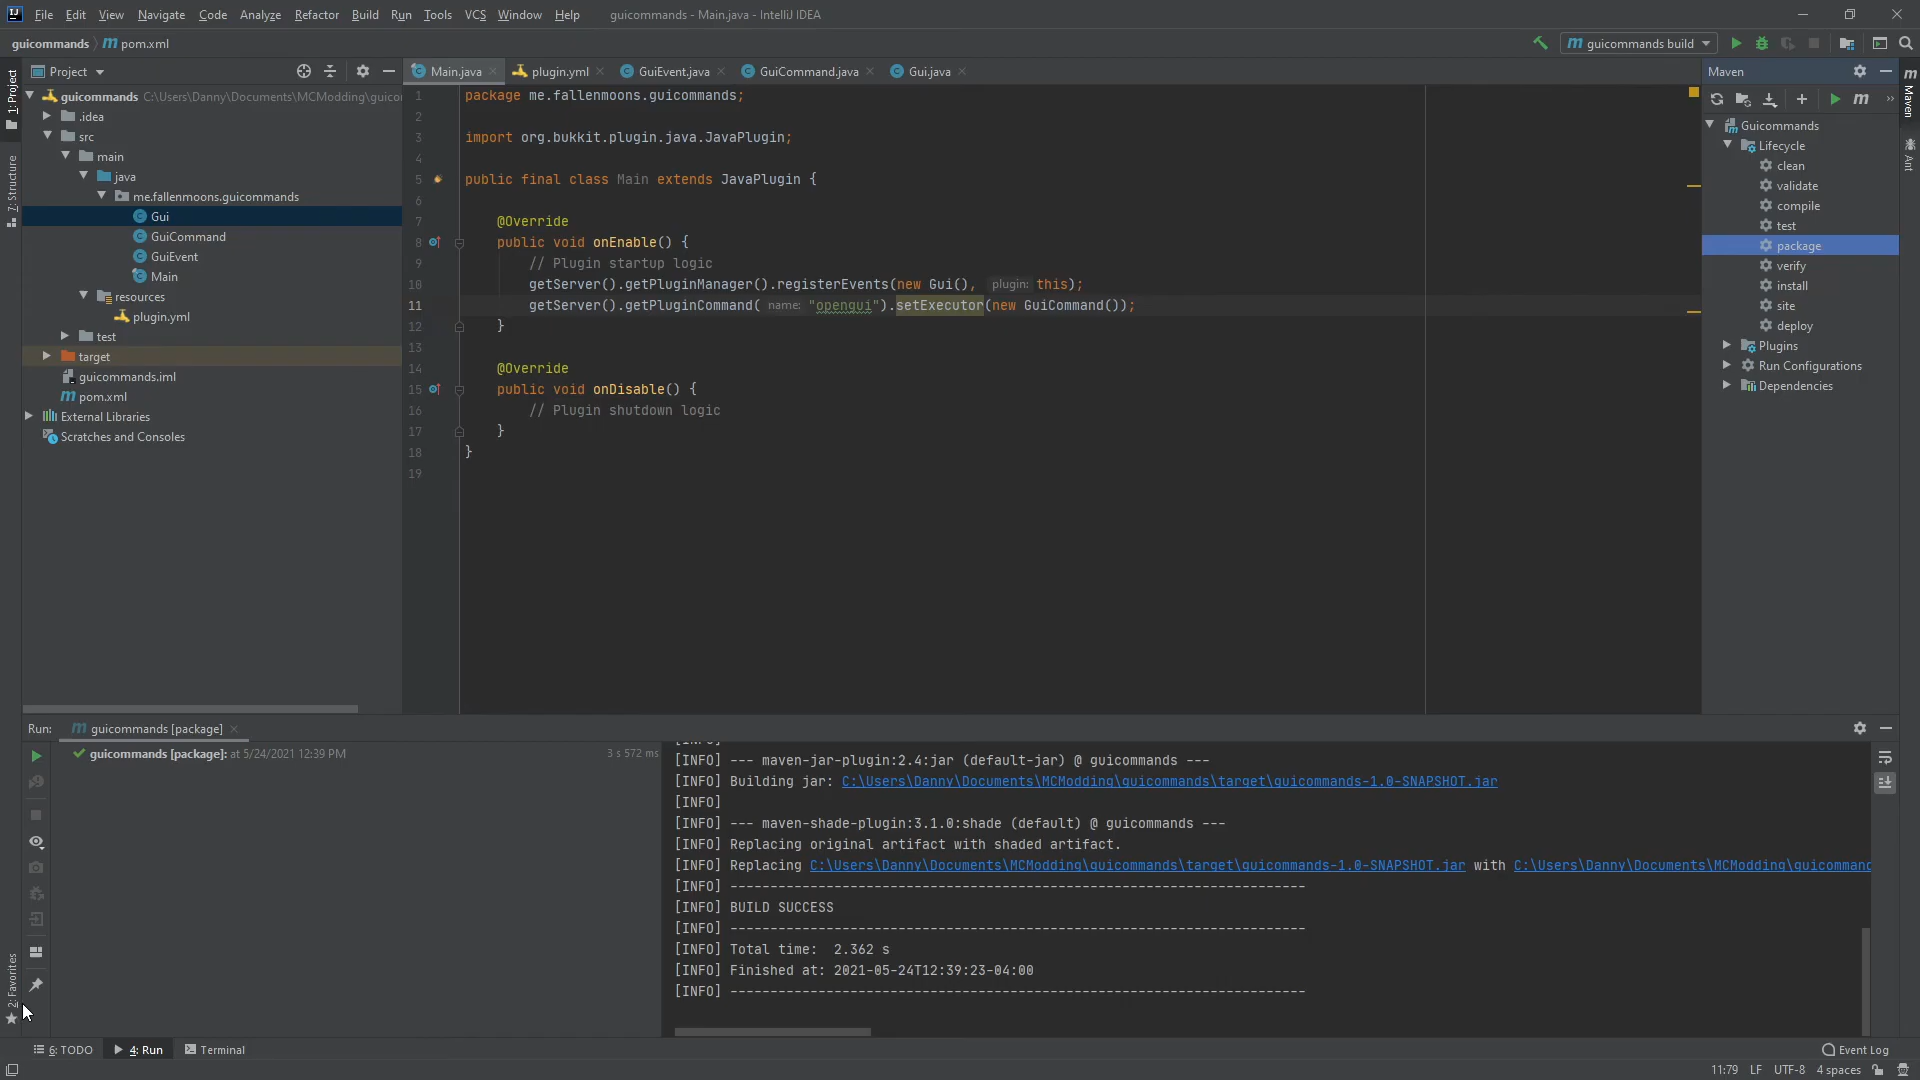 File Edit View Navigate Code Analyze Refactor Build Run Tools VCS Window Help guicommands - Main.java - IntelliJ IDEA
guicommands pom.xml
guicommands build
Project
Main.java plugin.yml GuiEvent.java GuiCommand.java Gui.java
Maven
1: Project
7: Structure
2: Favorites
guicommands C:\Users\Danny\Documents\MCModding\guico
.idea
src
main
java
me.fallenmoons.guicommands
Gui
GuiCommand
GuiEvent
Main
resources
plugin.yml
test
target
guicommands.iml
pom.xml
External Libraries
Scratches and Consoles
1 package me.fallenmoons.guicommands;
2
3 import org.bukkit.plugin.java.JavaPlugin;
4
5 public final class Main extends JavaPlugin {
6
7 @Override
8 public void onEnable() {
9 // Plugin startup logic
10 getServer().getPluginManager().registerEvents(new Gui(), plugin: this);
11 getServer().getPluginCommand( name: "opengui").setExecutor(new GuiCommand());
12 }
13
14 @Override
15 public void onDisable() {
16 // Plugin shutdown logic
17 }
18 }
19
Guicommands
Lifecycle
clean
validate
compile
test
package
verify
install
site
deploy
Plugins
Run Configurations
Dependencies
Maven
Ant
Run: guicommands [package]
guicommands [package]: at 5/24/2021 12:39 PM 3 s 572 ms
[INFO]
[INFO] --- maven-jar-plugin:2.4:jar (default-jar) @ guicommands ---
[INFO] Building jar: C:\Users\Danny\Documents\MCModding\guicommands\target\guicommands-1.0-SNAPSHOT.jar
[INFO]
[INFO] --- maven-shade-plugin:3.1.0:shade (default) @ guicommands ---
[INFO] Replacing original artifact with shaded artifact.
[INFO] Replacing C:\Users\Danny\Documents\MCModding\guicommands\target\guicommands-1.0-SNAPSHOT.jar with C:\Users\Danny\Documents\MCModding\guicommand
[INFO] ------------------------------------------------------------------------
[INFO] BUILD SUCCESS
[INFO] ------------------------------------------------------------------------
[INFO] Total time:  2.362 s
[INFO] Finished at: 2021-05-24T12:39:23-04:00
[INFO] ------------------------------------------------------------------------
6: TODO 4: Run Terminal Event Log
11:79 LF UTF-8 4 spaces